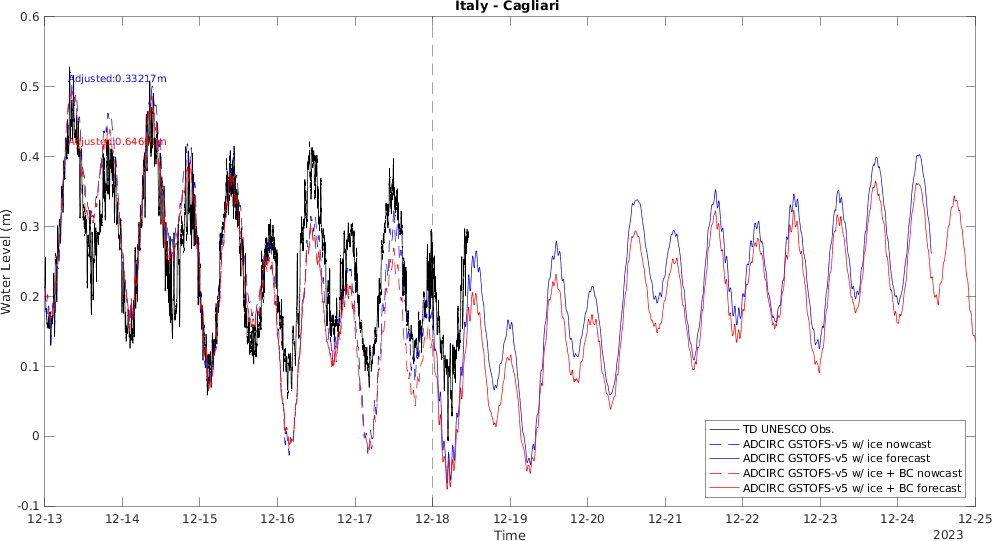 Italy - Cagliari
Water Level (m)
0.6
0.5
0.4
0.3
0.2
0.1
0
-0.1
Adjusted:0.33217m
TD UNESCO Obs.
ADCIRC GSTOFS-v5 w/ ice nowcast
ADCIRC GSTOFS-v5 w/ ice forecast
ADCIRC GSTOFS-v5 w/ ice + BC nowcast
ADCIRC GSTOFS-v5 w/ ice + BC forecast
12-13 12-14 12-15 12-16 12-17 12-18 12-19 12-20 12-21 12-22 12-23 12-24 12-25
Time
2023